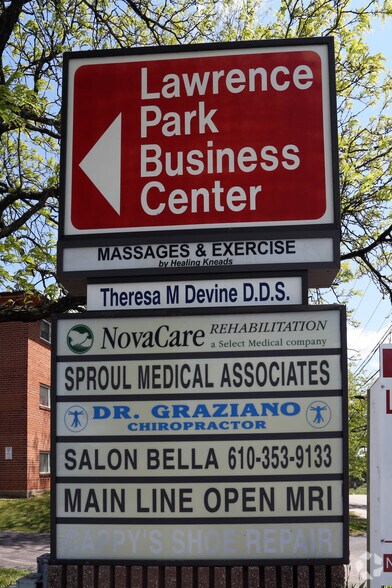 Lawrence
Park
Business
Center
MASSAGES & EXERCISE
by Healing Kneads
Theresa M Devine D.D.S.
NovaCare REHABILITATION
a Select Medical company
SPROUL MEDICAL ASSOCIATES
DR. GRAZIANO
CHIROPRACTOR
SALON BELLA 610-353-9133
MAIN LINE OPEN MRI
CAPPY'S SHOE REPAIR